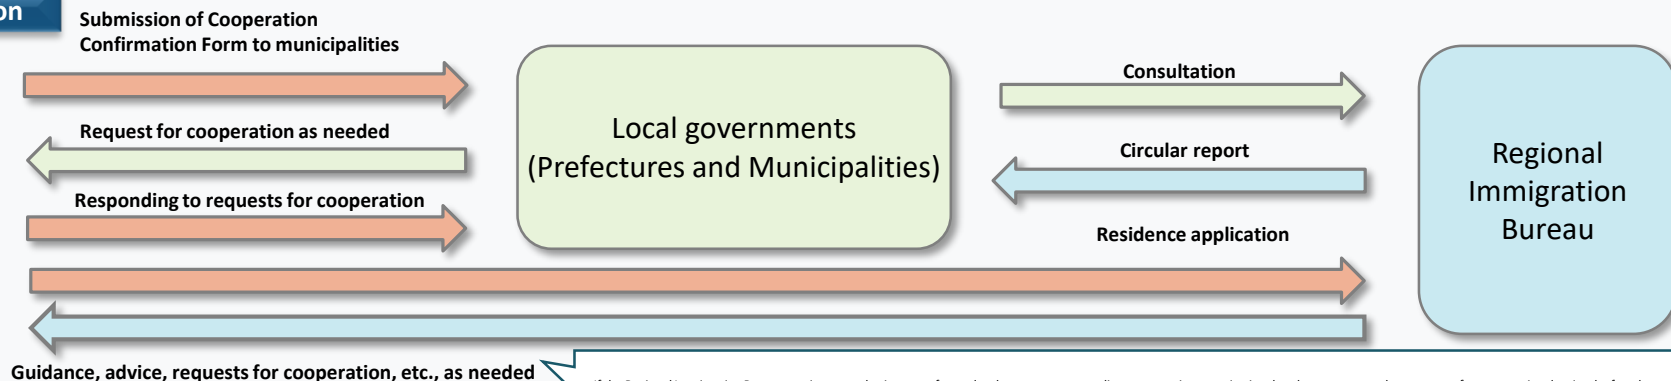 on
Submission of Cooperation
Confirmation Form to municipalities
Request for cooperation as needed
Responding to requests for cooperation
Local governments
(Prefectures and Municipalities)
Consultation
Circular report
Residence application
Regional
Immigration
Bureau
Guidance, advice, requests for cooperation, etc., as needed